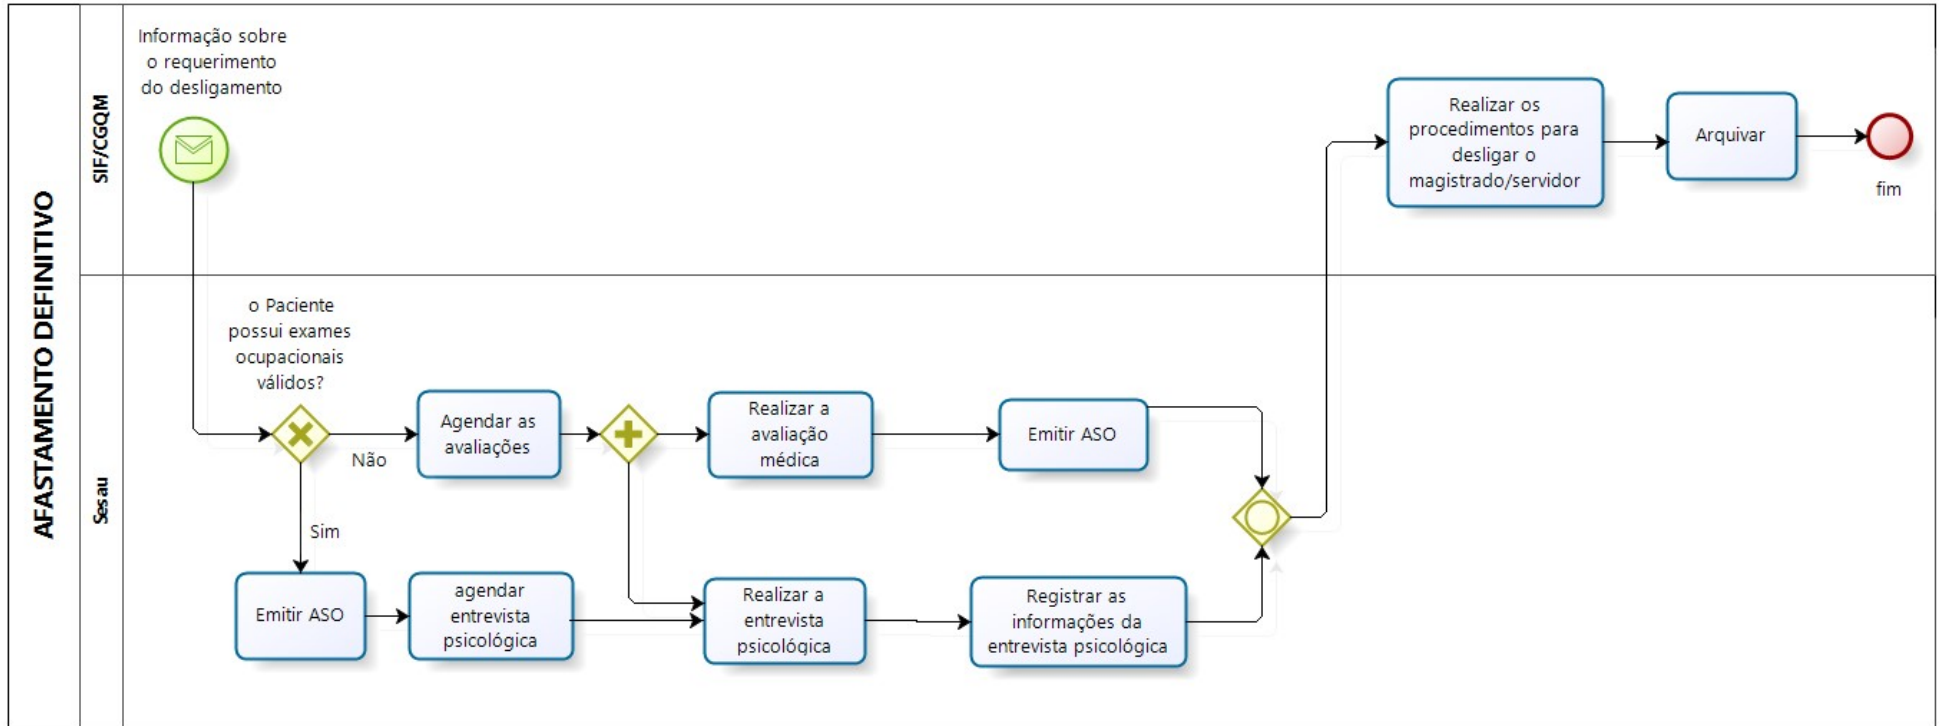 AFASTAMENTO DEFINITIVO
SIF/CGQM
Informação sobre
o requerimento
do desligamento
Realizar os
procedimentos para
desligar o
magistrado/servidor
Arquivar
fim
Sesau
o Paciente
possui exames
ocupacionais
válidos?
Não
Agendar as
avaliações
Realizar a
avaliação
médica
Emitir ASO
Sim
Emitir ASO
agendar
entrevista
psicológica
Realizar a
entrevista
psicológica
Registrar as
informações da
entrevista psicológica